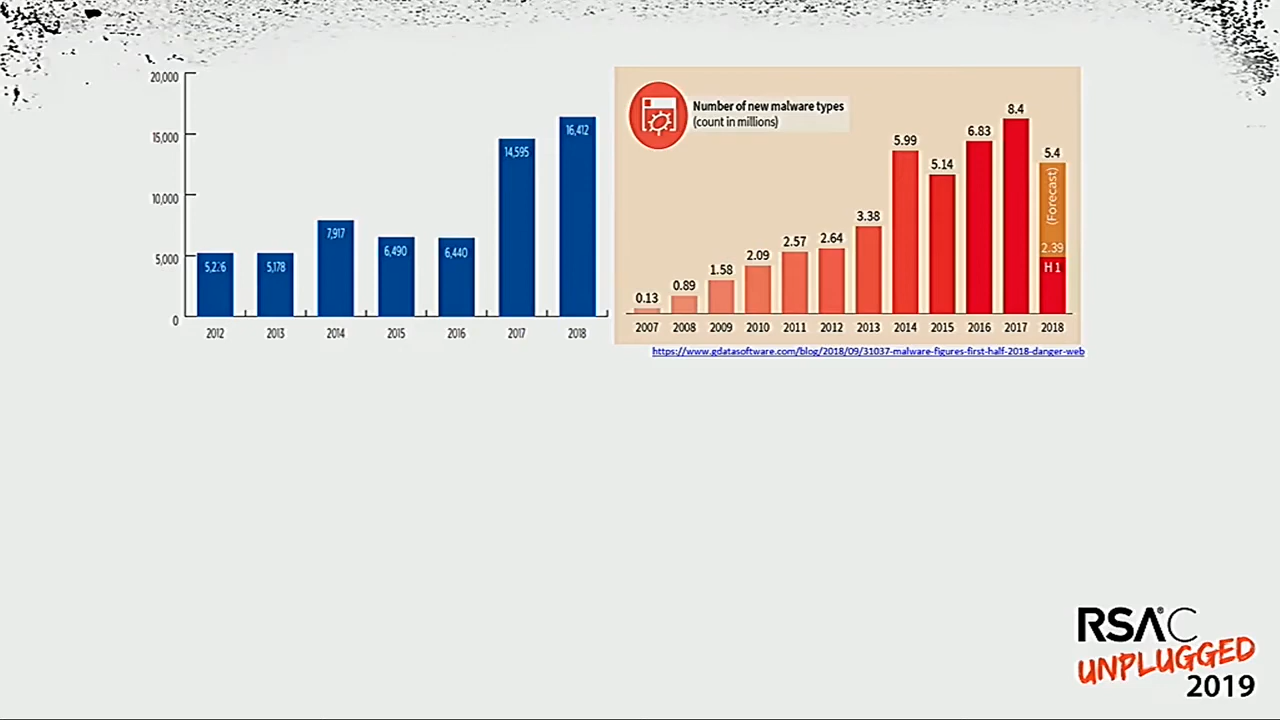 20,000
15,000
10,000
5,000
0
5,178
7,917
6,490
6,440
14,595
16,412
2012 2013 2014 2015 2016 2017 2018
Number of new malware types
(count in millions)
0.13
0.89
1.58
2.09
2.57
2.64
3.38
5.99
5.14
6.83
8.4
5.4
(Forecast)
2.39
H1
2007 2008 2009 2010 2011 2012 2013 2014 2015 2016 2017 2018
https://www.gdatasoftware.com/blog/2018/09/31037-malware-figures-first-half-2018-danger-web
RSA®C
UNPLUGGED
2019